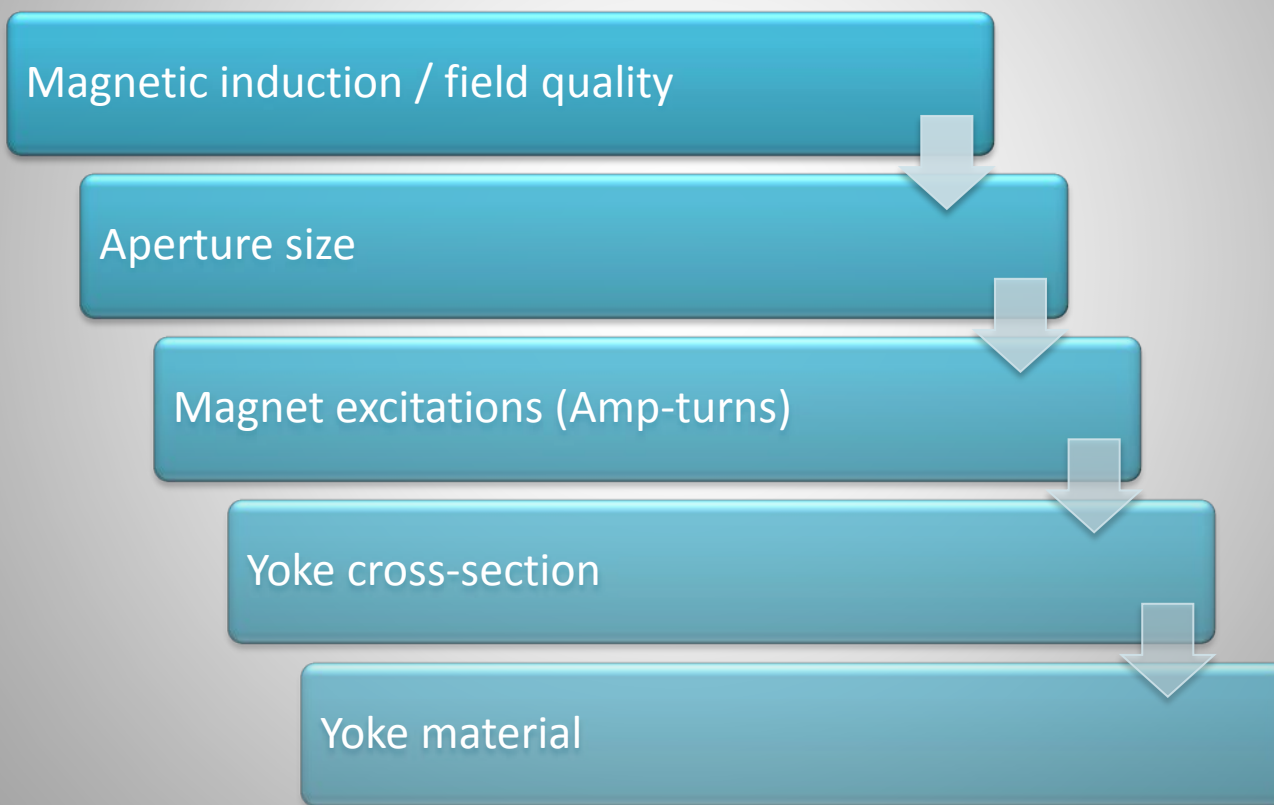 Magnetic induction / field quality
Aperture size
Magnet excitations (Amp-turns)
Yoke cross-section
Yoke material